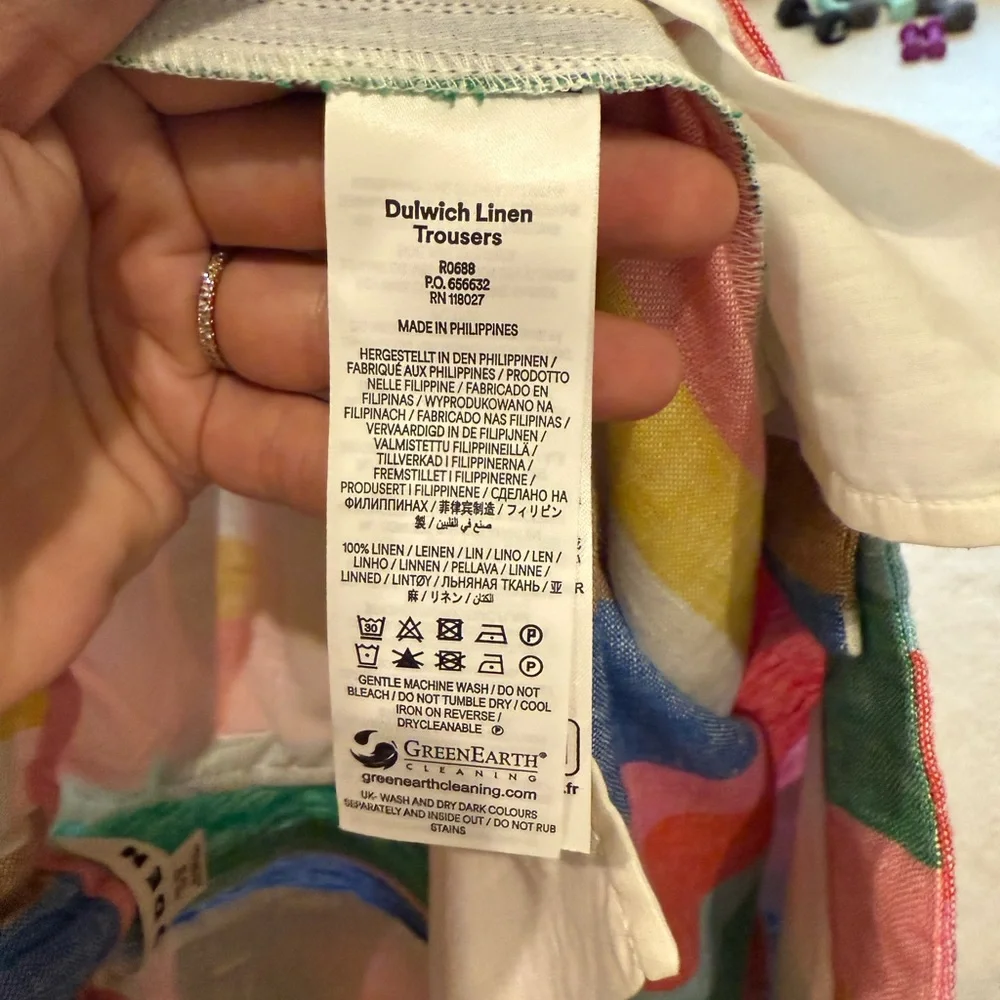 Dulwich Linen
Trousers
R0688
P.O. 656632
RN 118027
MADE IN PHILIPPINES
HERGESTELLT IN DEN PHILIPPINEN /
FABRIQUÉ AUX PHILIPPINES / PRODOTTO
NELLE FILIPPINE / FABRICADO EN
FILIPINAS / WYPRODUKOWANO NA
FILIPINACH / FABRICADO NAS FILIPINAS /
VERVAARDIGD IN DE FILIPIJNEN /
VALMISTETTU FILIPPIINEILLÄ /
TILLVERKAD I FILIPPINERNA /
FREMSTILLET I FILIPPINERNE /
PRODUSERT I FILIPPINENE / СДЕЛАНО НА
ФИЛИППИНАХ / 菲律宾制造 / フィリピン
製 / صنع في الفلبين
100% LINEN / LEINEN / LIN / LINO / LEN /
LINHO / LINNEN / PELLAVA / LINNE /
LINNED / LINTØY / ЛЬНЯНАЯ ТКАНЬ / 亚
麻 / リネン / الكتان
30 P
P
GENTLE MACHINE WASH / DO NOT
BLEACH / DO NOT TUMBLE DRY / COOL
IRON ON REVERSE /
DRYCLEANABLE Ⓟ
GREENEARTH®
CLEANING
greenearthcleaning.com
UK- WASH AND DRY DARK COLOURS
SEPARATELY AND INSIDE OUT / DO NOT RUB
STAINS
R
.fr